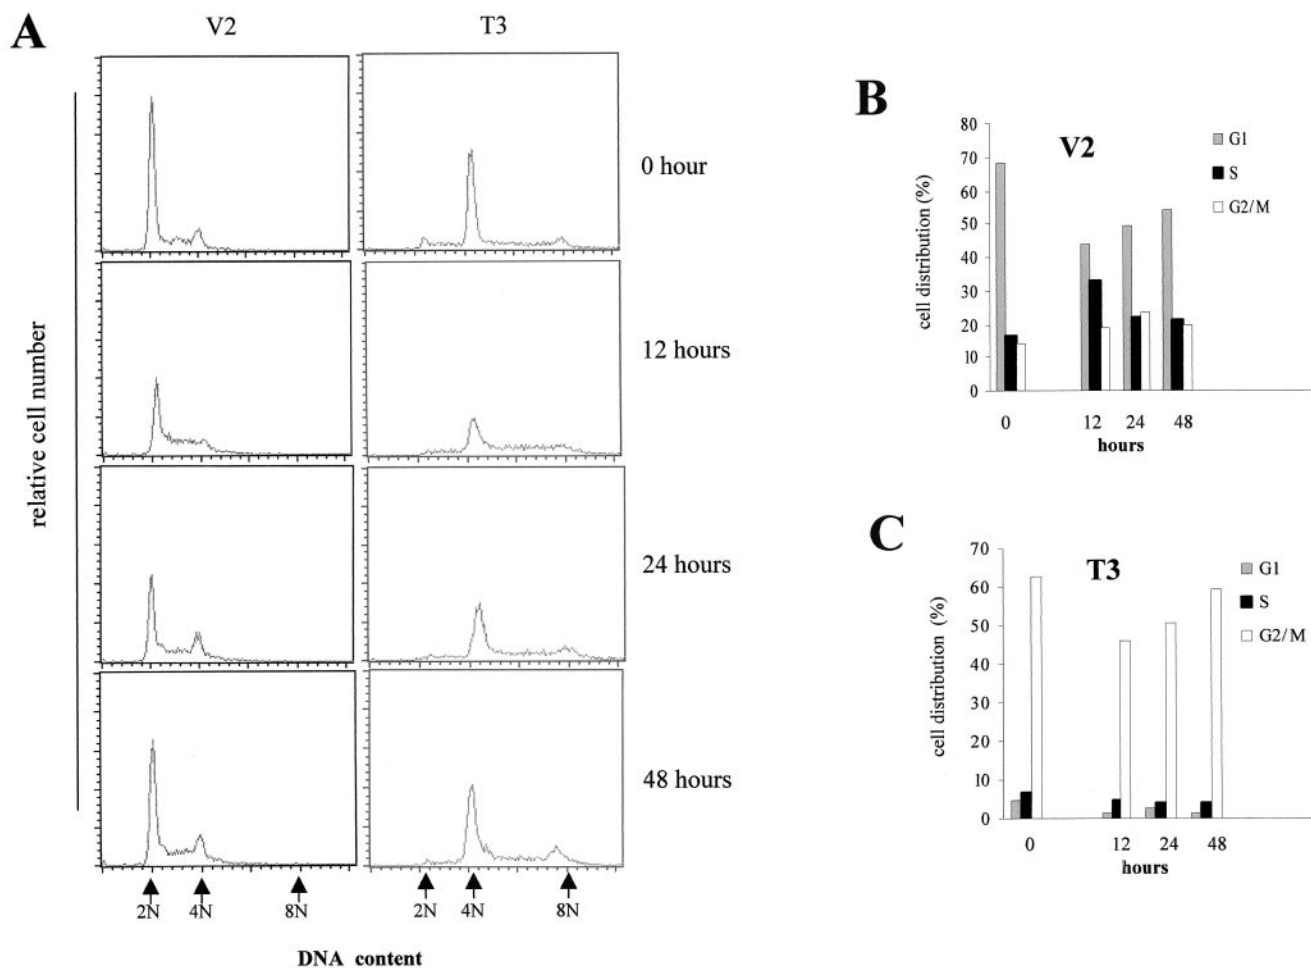 A
V2 T3
0 hour
12 hours
24 hours
48 hours
relative cell number
2N 4N 8N 2N 4N 8N
DNA content
B
V2
G1
S
G2/M
80
70
60
50
40
30
20
10
0
cell distribution (%)
0 12 24 48
hours
C
T3
G1
S
G2/M
70
60
50
40
30
20
10
0
cell distribution (%)
0 12 24 48
hours